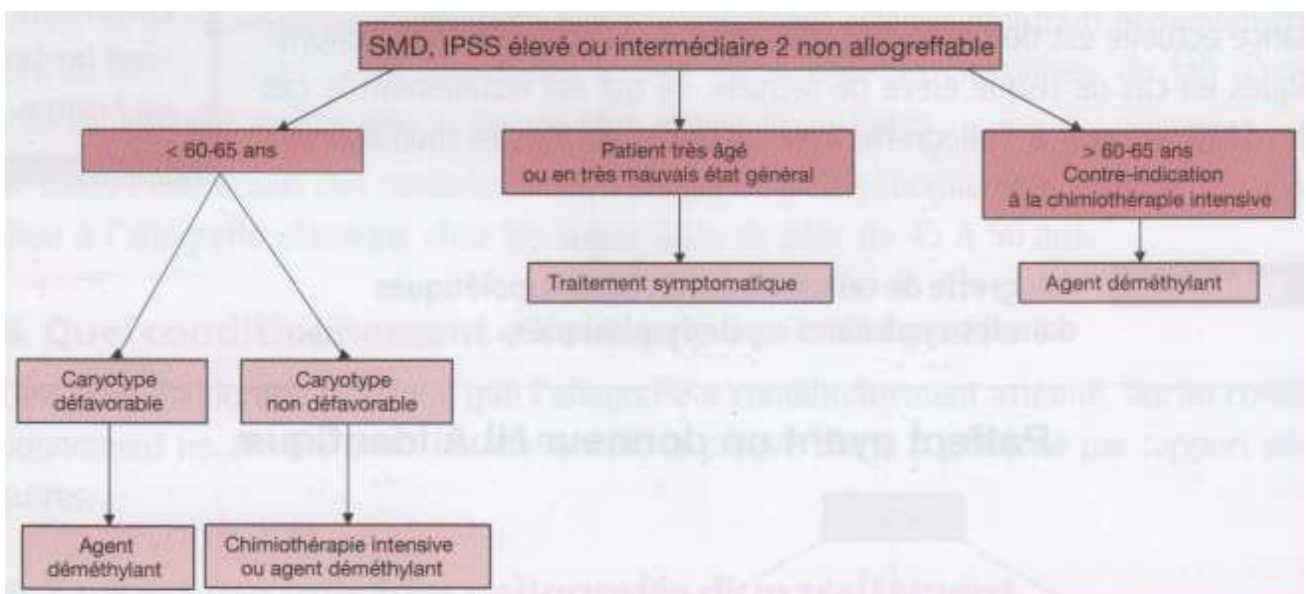 SMD, IPSS élevé ou intermédiaire 2 non allogreffable
< 60-65 ans
Patient très âgé
ou en très mauvais état général
> 60-65 ans
Contre-indication
à la chimiothérapie intensive
Traitement symptomatique
Agent déméthylant
Caryotype
défavorable
Caryotype
non défavorable
Agent
déméthylant
Chimiothérapie intensive
ou agent déméthylant